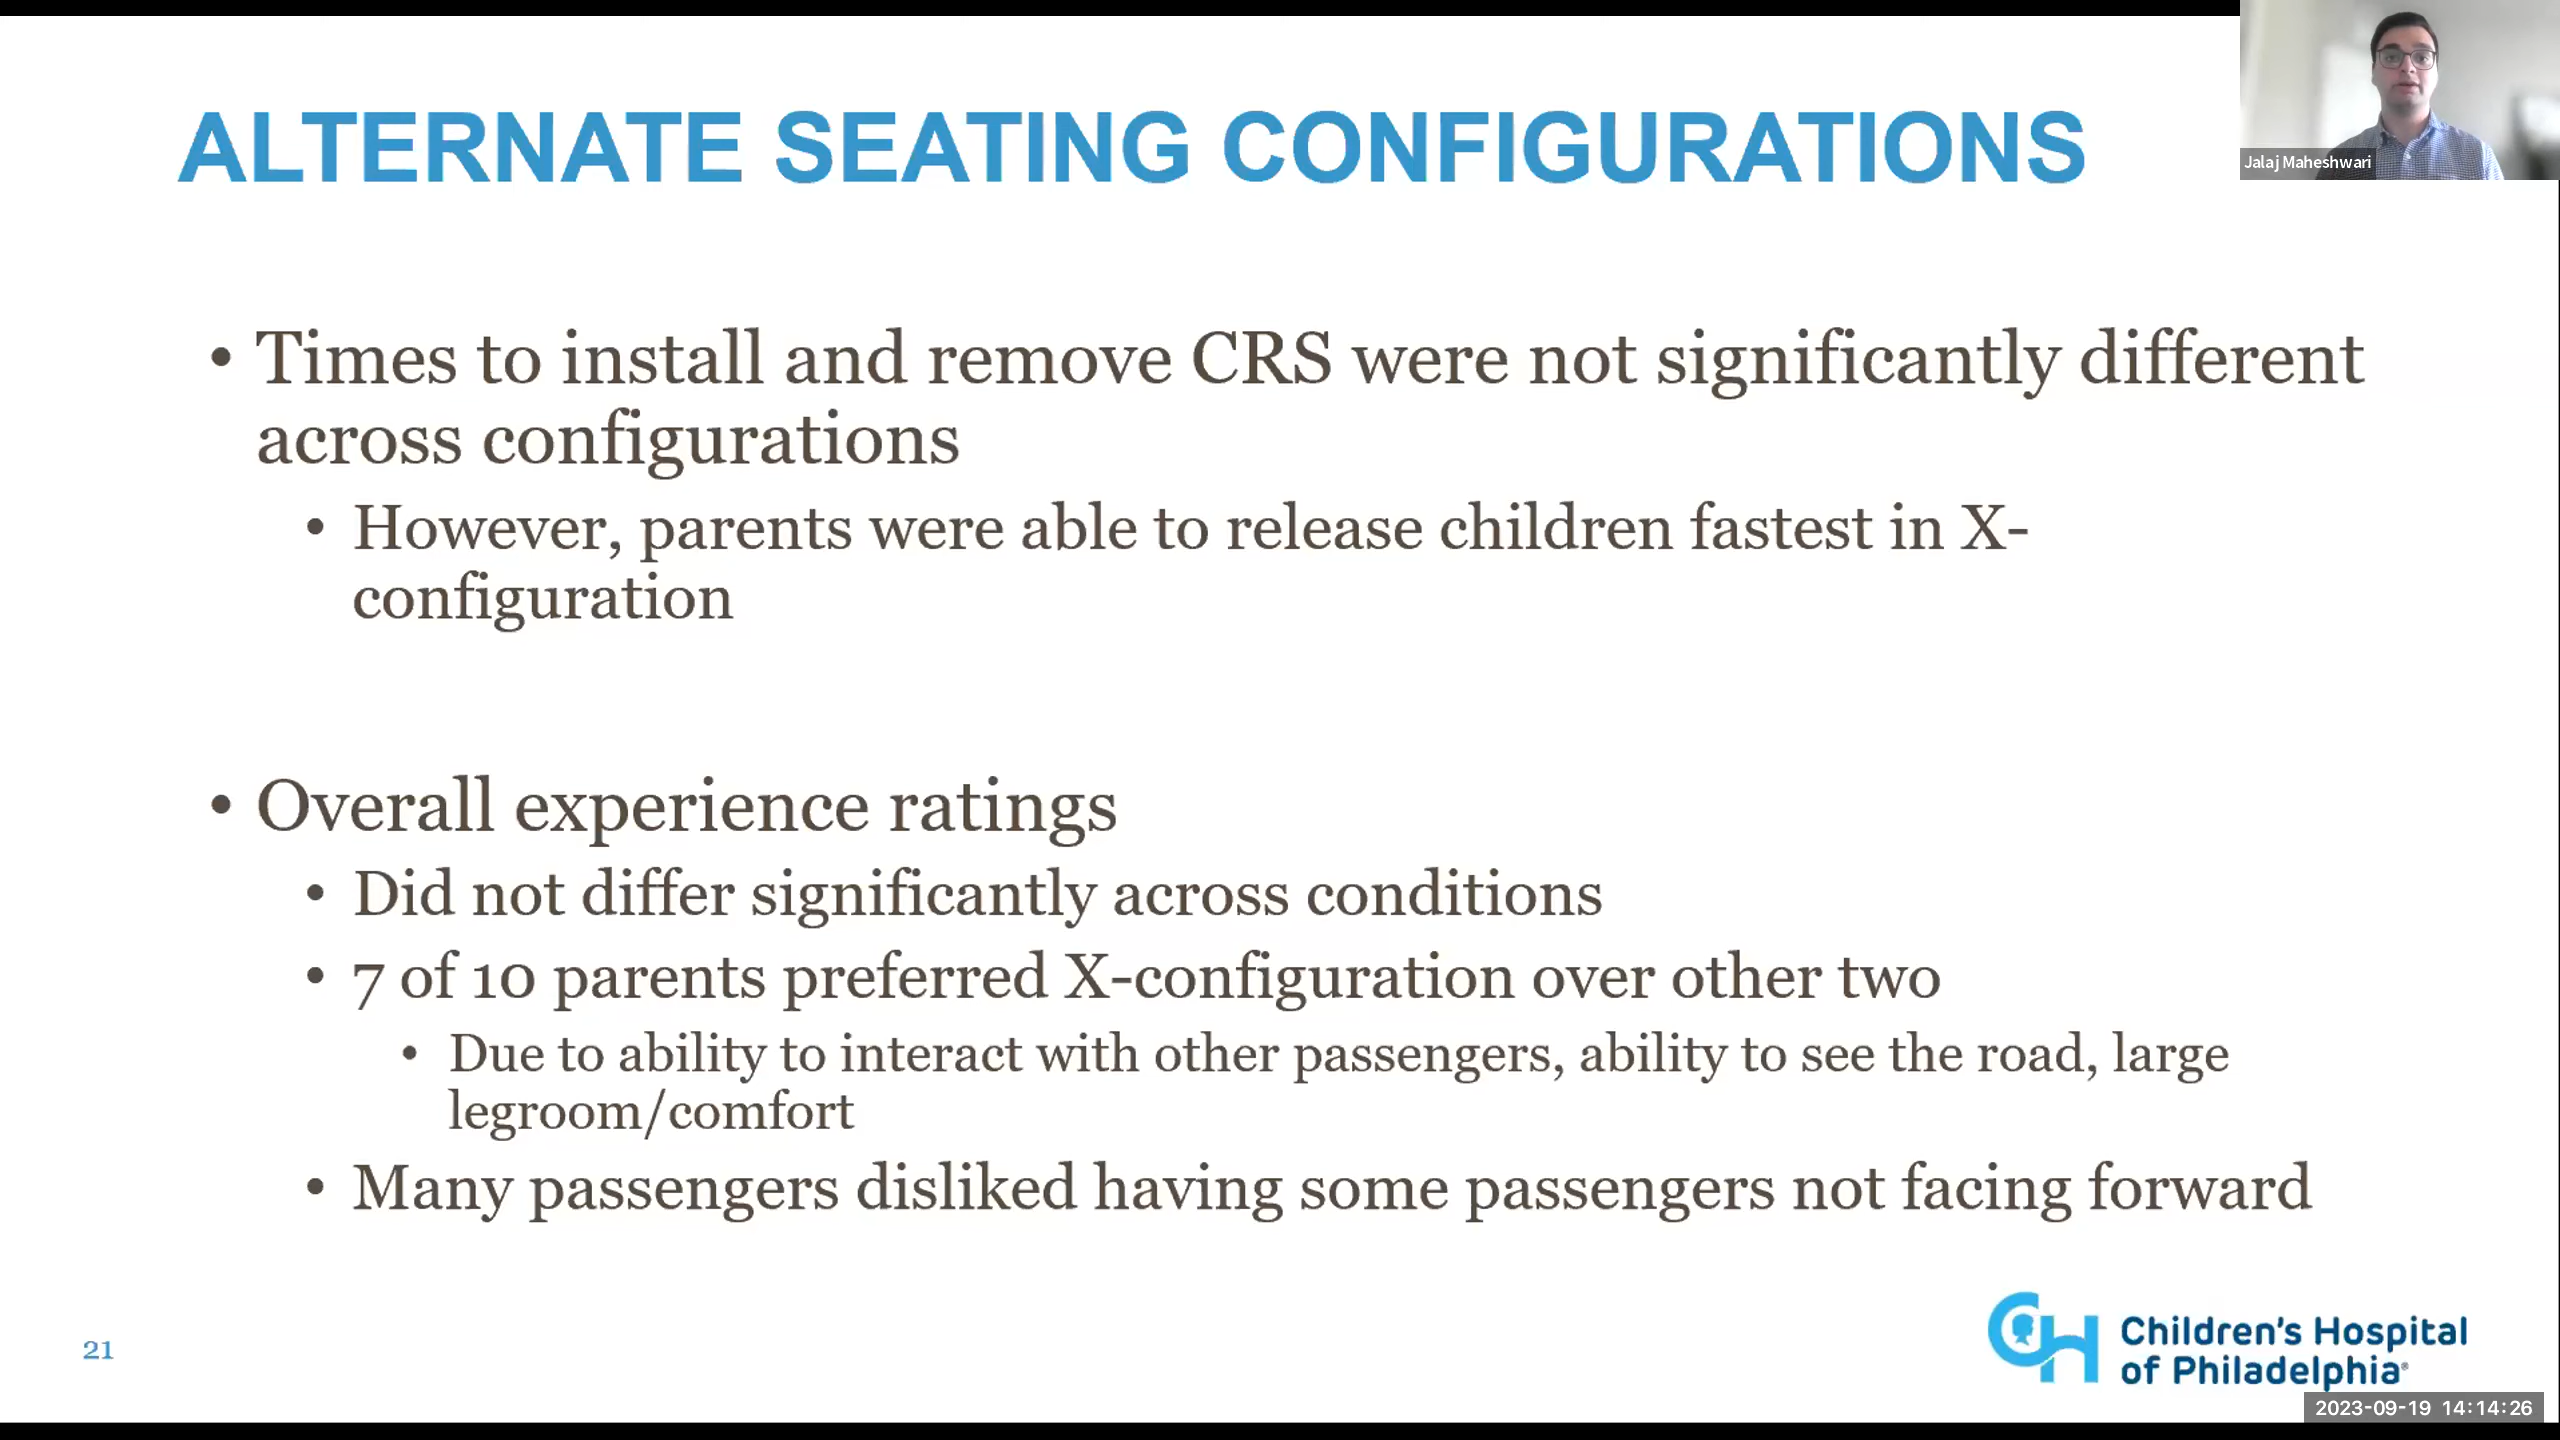 ALTERNATE SEATING CONFIGURATIONS
Jalaj Maheshwari
• Times to install and remove CRS were not significantly different
across configurations
• However, parents were able to release children fastest in X-
configuration
• Overall experience ratings
• Did not differ significantly across conditions
• 7 of 10 parents preferred X-configuration over other two
• Due to ability to interact with other passengers, ability to see the road, large
legroom/comfort
• Many passengers disliked having some passengers not facing forward
21
CH Children's Hospital
of Philadelphia®
2023-09-19 14:14:26